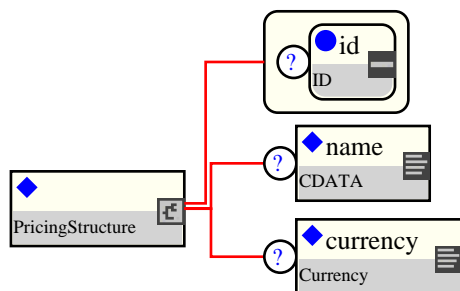 ? id
ID
? name
CDATA
PricingStructure
? currency
Currency